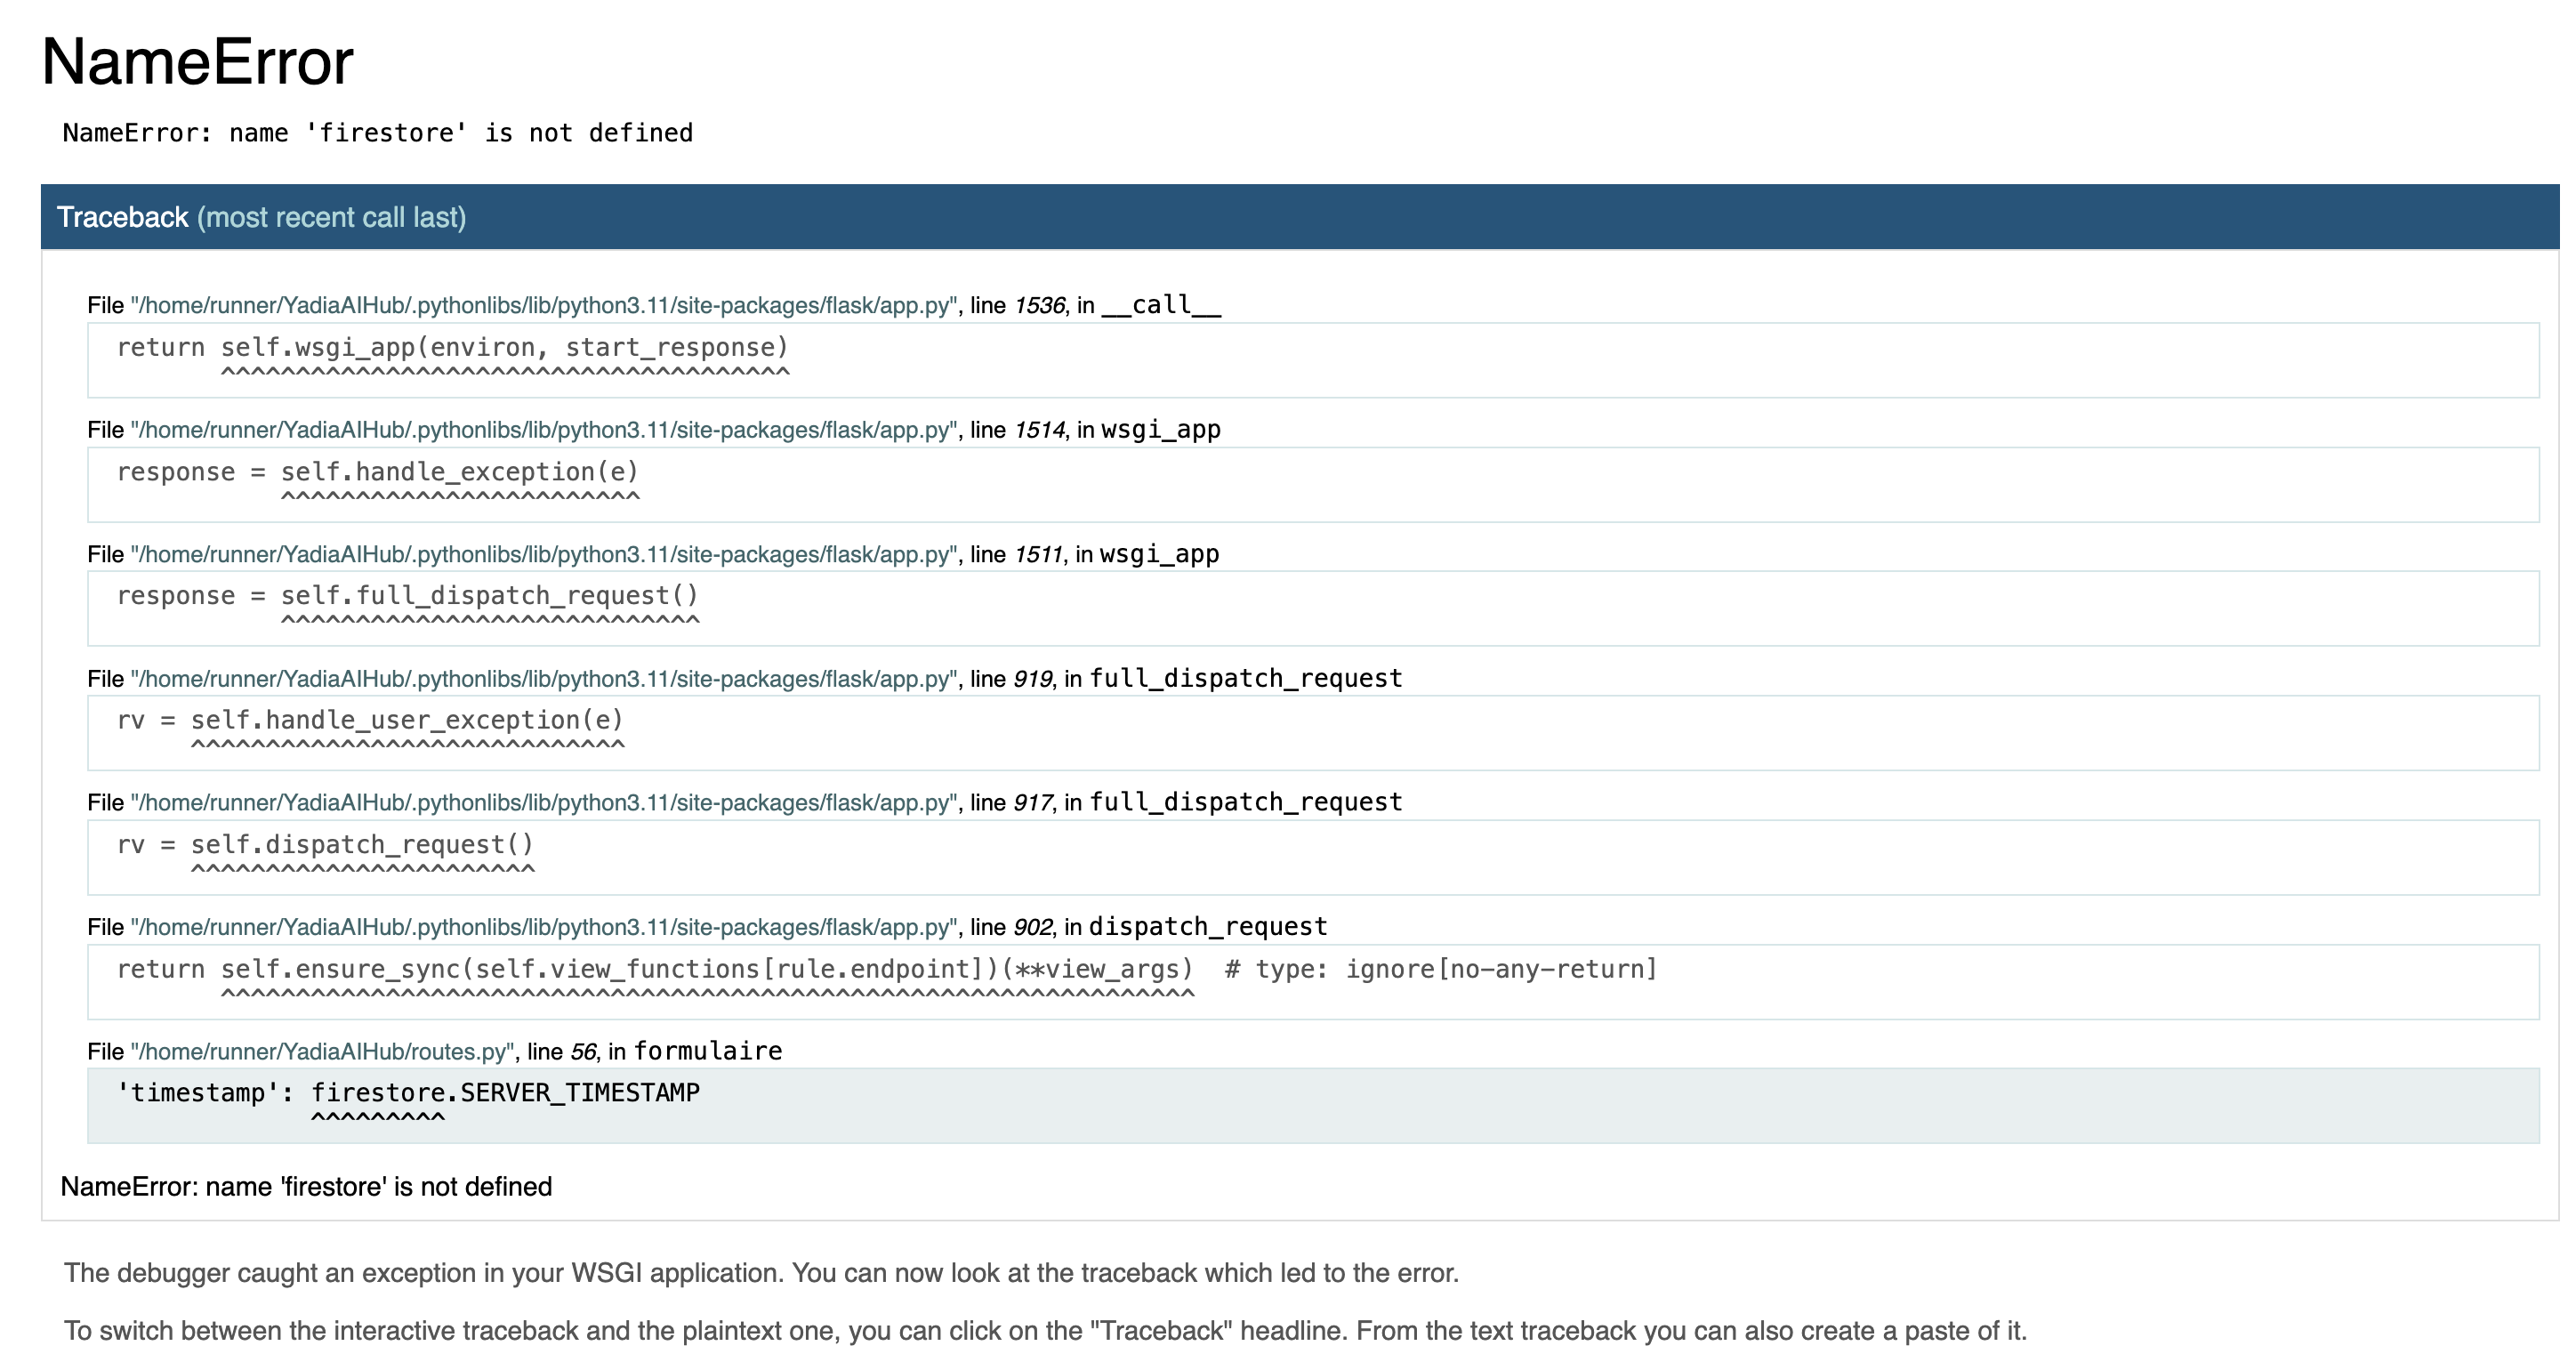 NameError
NameError: name 'firestore' is not defined
Traceback (most recent call last)
File "/home/runner/YadiaAIHub/.pythonlibs/lib/python3.11/site-packages/flask/app.py", line 1536, in __call__
return self.wsgi_app(environ, start_response)
^^^^^^^^^^^^^^^^^^^^^^^^^^^^^^^^^^^^^^
File "/home/runner/YadiaAIHub/.pythonlibs/lib/python3.11/site-packages/flask/app.py", line 1514, in wsgi_app
response = self.handle_exception(e)
^^^^^^^^^^^^^^^^^^^^^^^^
File "/home/runner/YadiaAIHub/.pythonlibs/lib/python3.11/site-packages/flask/app.py", line 1511, in wsgi_app
response = self.full_dispatch_request()
^^^^^^^^^^^^^^^^^^^^^^^^^^^^
File "/home/runner/YadiaAIHub/.pythonlibs/lib/python3.11/site-packages/flask/app.py", line 919, in full_dispatch_request
rv = self.handle_user_exception(e)
^^^^^^^^^^^^^^^^^^^^^^^^^^^^^
File "/home/runner/YadiaAIHub/.pythonlibs/lib/python3.11/site-packages/flask/app.py", line 917, in full_dispatch_request
rv = self.dispatch_request()
^^^^^^^^^^^^^^^^^^^^^^^
File "/home/runner/YadiaAIHub/.pythonlibs/lib/python3.11/site-packages/flask/app.py", line 902, in dispatch_request
return self.ensure_sync(self.view_functions[rule.endpoint])(**view_args)  # type: ignore[no-any-return]
^^^^^^^^^^^^^^^^^^^^^^^^^^^^^^^^^^^^^^^^^^^^^^^^^^^^^^^^^^^^^^^^^
File "/home/runner/YadiaAIHub/routes.py", line 56, in formulaire
'timestamp': firestore.SERVER_TIMESTAMP
^^^^^^^^^
NameError: name 'firestore' is not defined
The debugger caught an exception in your WSGI application. You can now look at the traceback which led to the error.
To switch between the interactive traceback and the plaintext one, you can click on the "Traceback" headline. From the text traceback you can also create a paste of it.